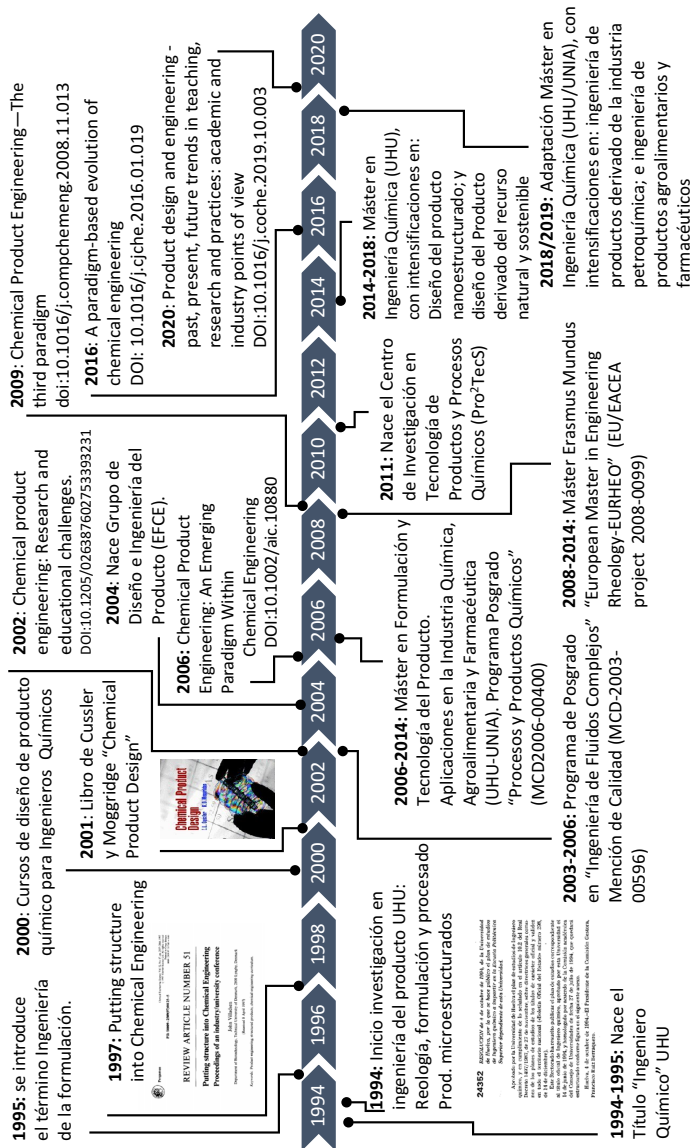 1995: se introduce
el término Ingeniería
de la formulación.
1997: Putting structure
into Chemical Engineering
REVIEW ARTICLE NUMBER 51
Putting structure into Chemical Engineering
Proceedings of an industry/university conference
2000: Cursos de diseño de producto
químico para Ingenieros Químicos
2001: Libro de Cussler
y Moggridge “Chemical
Product Design”
Chemical Product
Design
2002: Chemical product
engineering: Research and
educational challenges.
DOI:10.1205/026387602753393231
2004: Nace Grupo de
Diseño e Ingeniería del
Producto (EFCE).
2006: Chemical Product
Engineering: An Emerging
Paradigm Within
Chemical Engineering
DOI:10.1002/aic.10880
2009: Chemical Product Engineering—The
third paradigm
doi:10.1016/j.compchemeng.2008.11.013
2016: A paradigm-based evolution of
chemical engineering
DOI: 10.1016/j.cjche.2016.01.019
2020: Product design and engineering -
past, present, future trends in teaching,
research and practices: academic and
industry points of view
DOI:10.1016/j.coche.2019.10.003
1994
1996
1998
2000
2002
2004
2006
2008
2010
2012
2014
2016
2018
2020
1994: Inicio investigación en
ingeniería del producto UHU:
Reología, formulación y procesado
Prod. microestructurados
24352
1994-1995: Nace el
Título “Ingeniero
Químico” UHU
2003-2006: Programa de Posgrado
en “Ingeniería de Fluidos Complejos”
Mención de Calidad (MCD-2003-
00596)
2006-2014: Máster en Formulación y
Tecnología del Producto.
Aplicaciones en la Industria Química,
Agroalimentaria y Farmacéutica
(UHU-UNIA). Programa Posgrado
“Procesos y Productos Químicos”
(MCD2006-00400)
2008-2014: Máster Erasmus Mundus
“European Master in Engineering
Rheology-EURHEO” (EU/EACEA
project 2008-0099)
2011: Nace el Centro
de Investigación en
Tecnología de
Productos y Procesos
Químicos (Pro²TecS)
2014-2018: Máster en
Ingeniería Química (UHU),
con intensificaciones en:
Diseño del producto
nanoestructurado; y
diseño del Producto
derivado del recurso
natural y sostenible
2018/2019: Adaptación Máster en
Ingeniería Química (UHU/UNIA), con
intensificaciones en: ingeniería de
productos derivado de la industria
petroquímica; e ingeniería de
productos agroalimentarios y
farmacéuticos